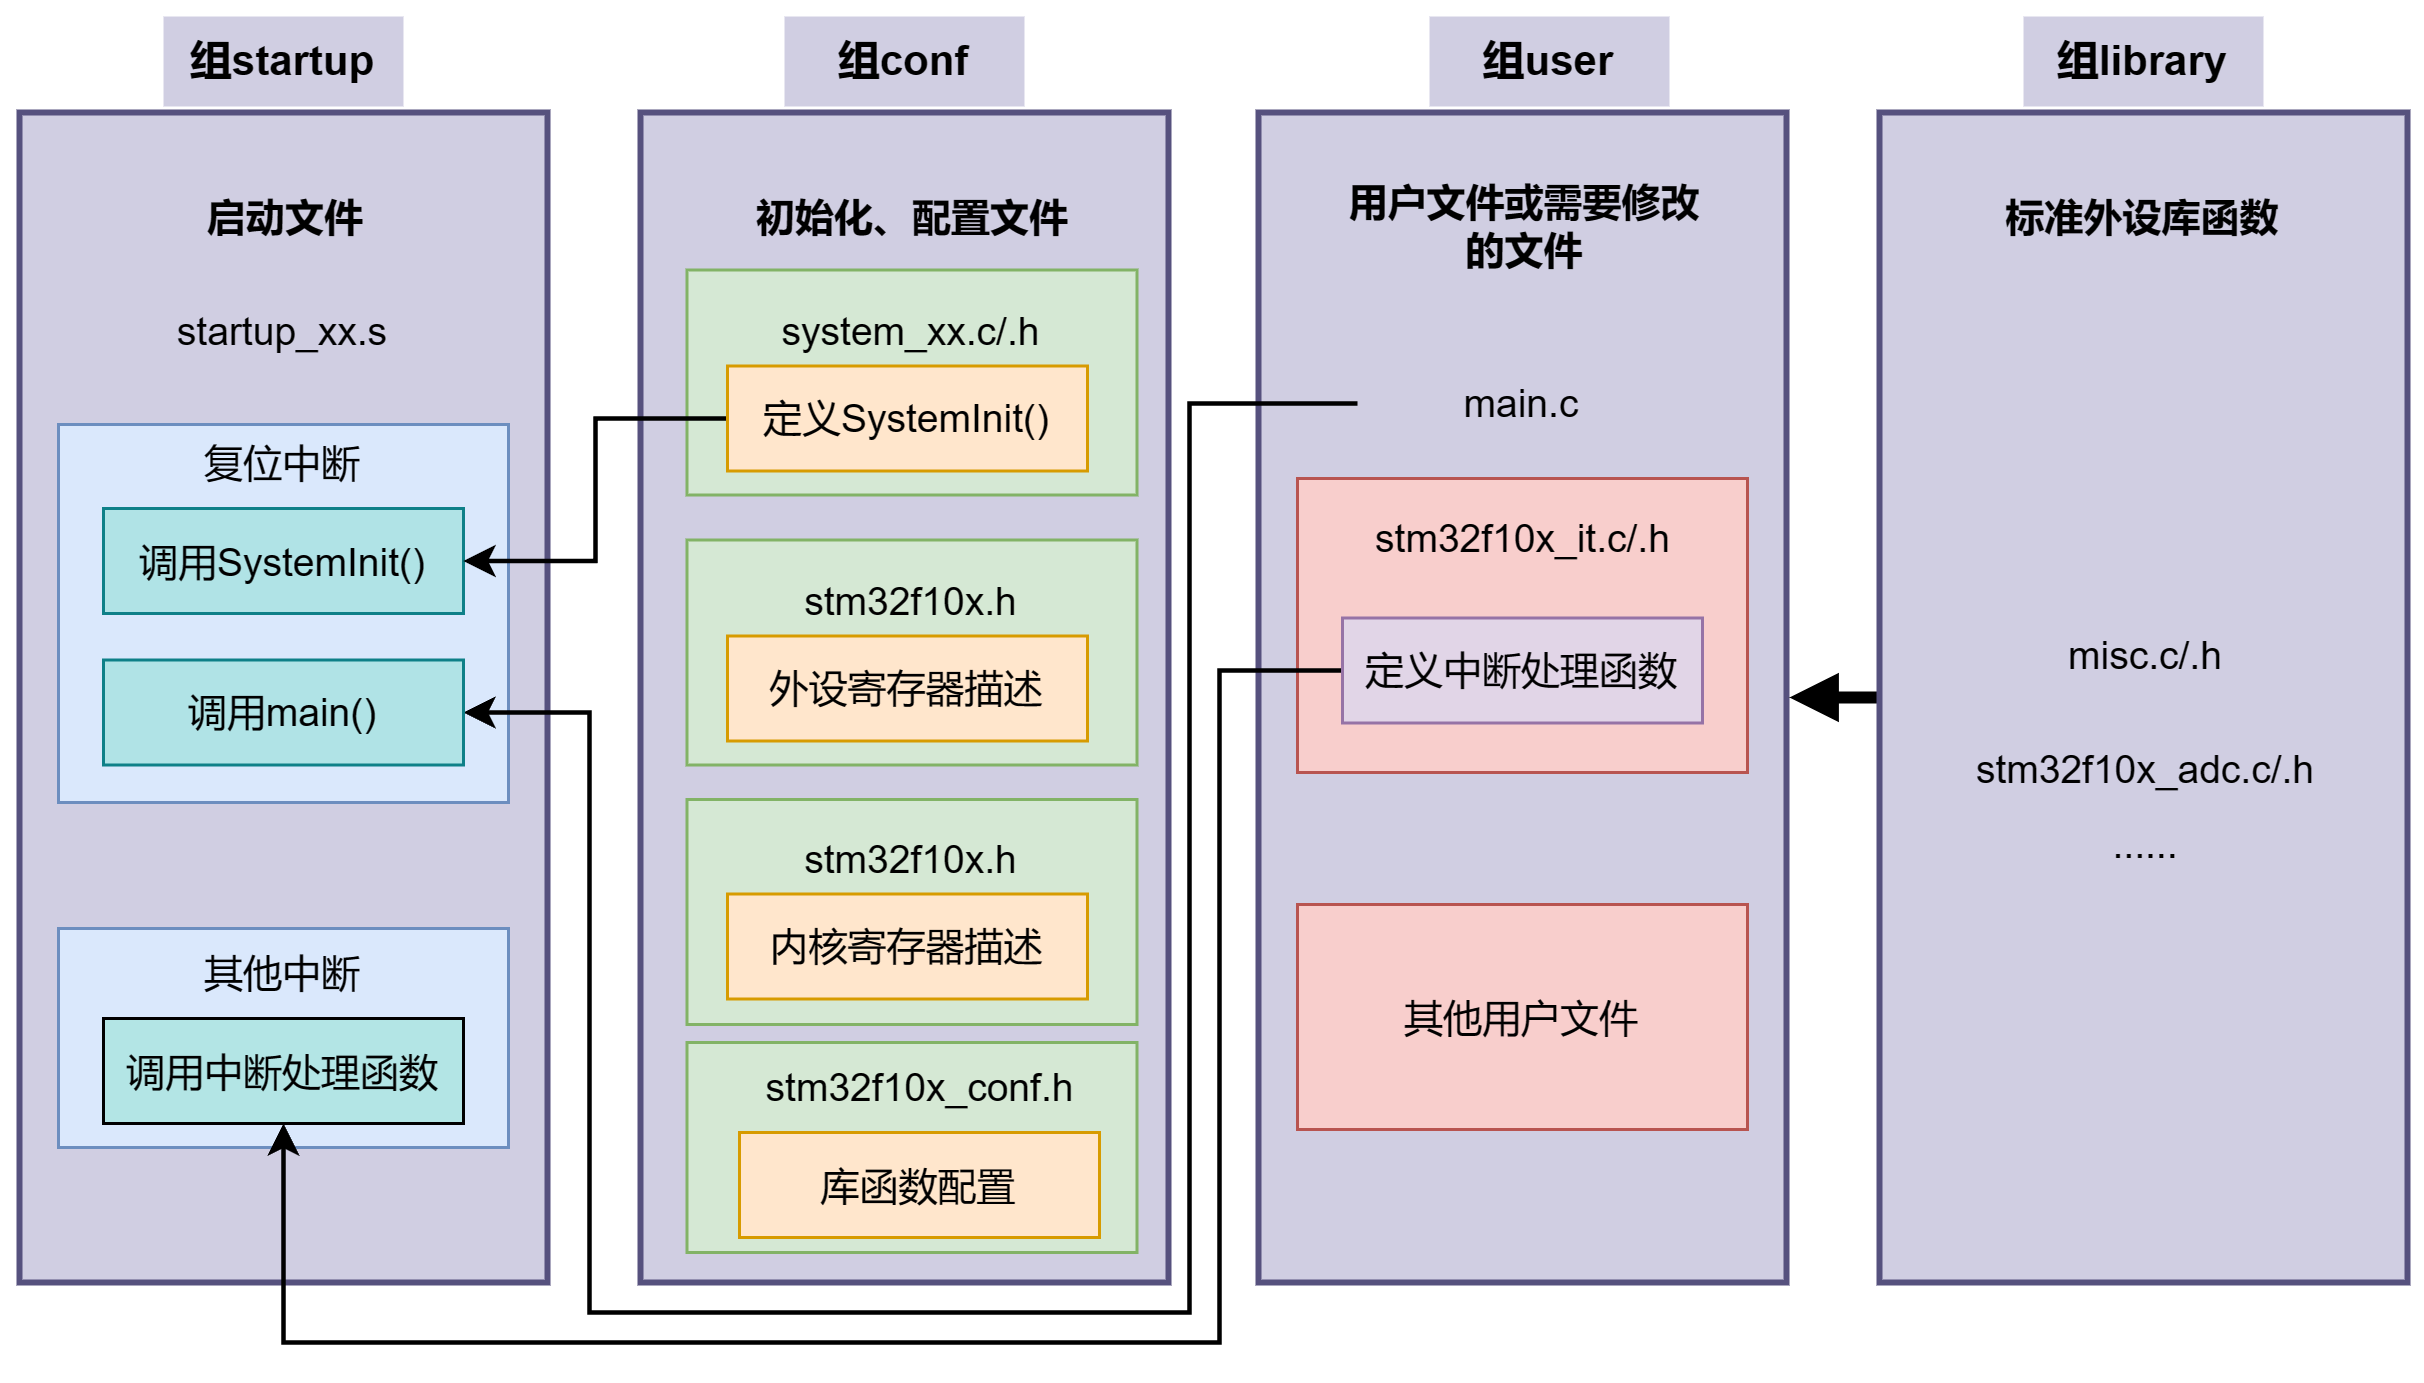 组startup
启动文件
startup_xx.s
复位中断
调用SystemInit()
调用main()
其他中断
调用中断处理函数
组conf
初始化、配置文件
system_xx.c/.h
定义SystemInit()
stm32f10x.h
外设寄存器描述
stm32f10x.h
内核寄存器描述
stm32f10x_conf.h
库函数配置
组user
用户文件或需要修改
的文件
main.c
stm32f10x_it.c/.h
定义中断处理函数
其他用户文件
组library
标准外设库函数
misc.c/.h
stm32f10x_adc.c/.h
......